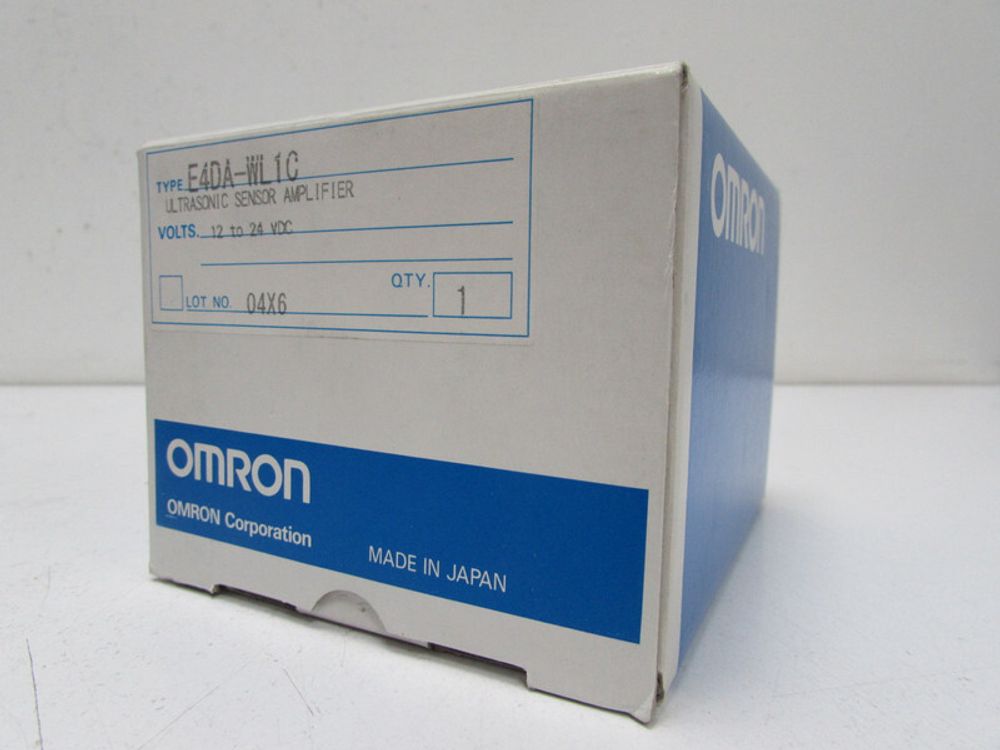 TYPE E4DA-WL1C
ULTRASONIC SENSOR AMPLIFIER
VOLTS. 12 to 24 VDC
QTY. 1
LOT NO. 04X6
OMRON
OMRON Corporation
MADE IN JAPAN
OMRON